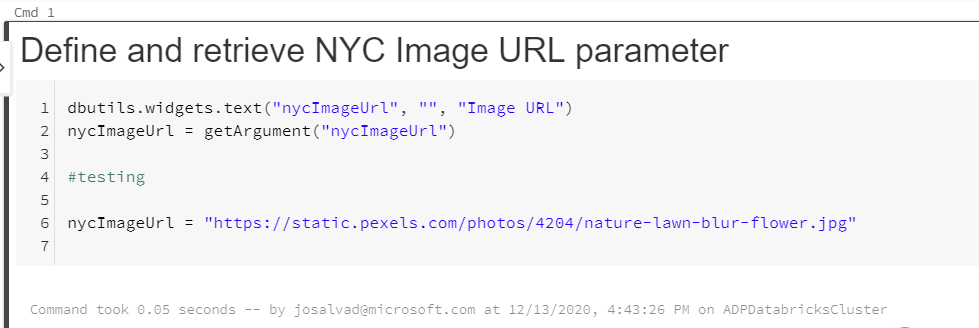 Cmd 1
Define and retrieve NYC Image URL parameter
1 dbutils.widgets.text("nycImageUrl", "", "Image URL")
2 nycImageUrl = getArgument("nycImageUrl")
3
4 #testing
5
6 nycImageUrl = "https://static.pexels.com/photos/4204/nature-lawn-blur-flower.jpg"
7
Command took 0.05 seconds -- by josalvad@microsoft.com at 12/13/2020, 4:43:26 PM on ADPDatabricksCluster